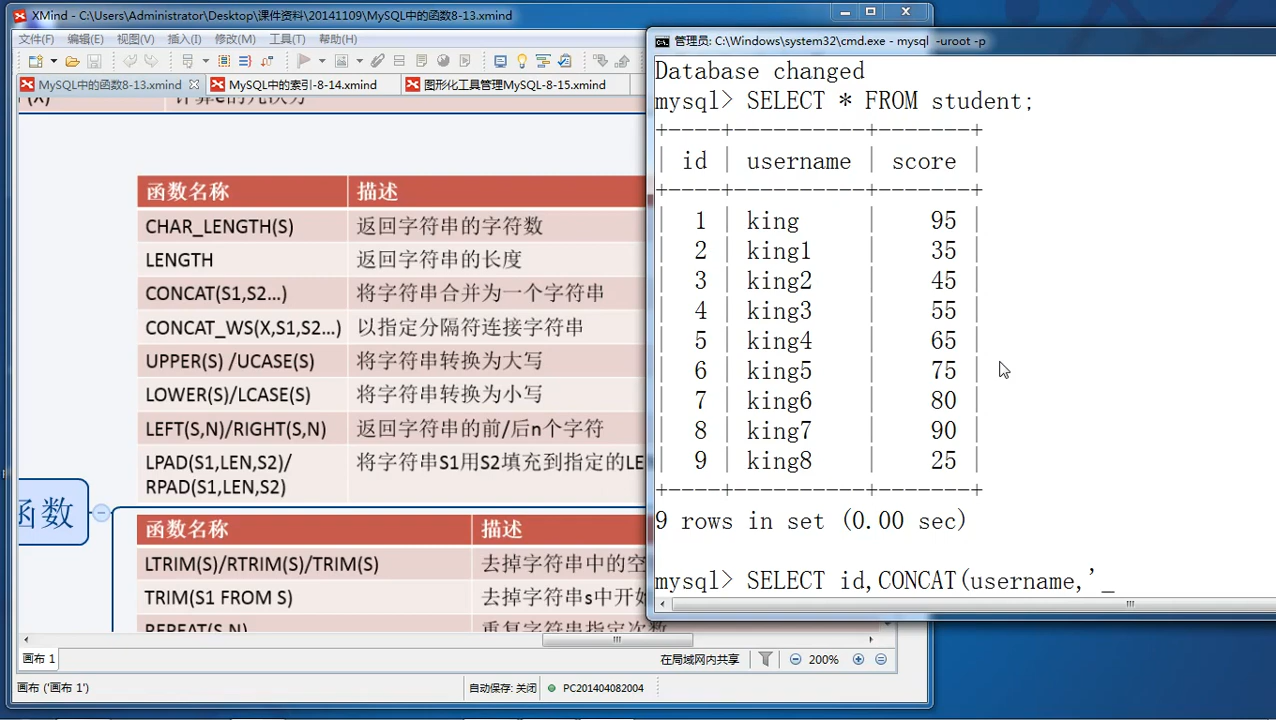 XMind - C:\Users\Administrator\Desktop\课件资料\20141109\MySQL中的函数8-13.xmind
文件(F) 编辑(E) 视图(V) 插入(I) 修改(M) 工具(T) 帮助(H)
MySQL中的函数8-13.xmind MySQL中的索引-8-14.xmind 图形化工具管理MySQL-8-15.xmind
(X)
函数名称 描述
CHAR_LENGTH(S) 返回字符串的字符数
LENGTH 返回字符串的长度
CONCAT(S1,S2...) 将字符串合并为一个字符串
CONCAT_WS(X,S1,S2...) 以指定分隔符连接字符串
UPPER(S) /UCASE(S) 将字符串转换为大写
LOWER(S)/LCASE(S) 将字符串转换为小写
LEFT(S,N)/RIGHT(S,N) 返回字符串的前/后n个字符
LPAD(S1,LEN,S2)/ 将字符串S1用S2填充到指定的LE
RPAD(S1,LEN,S2)
函数
函数名称 描述
LTRIM(S)/RTRIM(S)/TRIM(S) 去掉字符串中的空
TRIM(S1 FROM S) 去掉字符串s中开始
REPEAT(S,N) 重复字符串指定次数
画布 1
在局域网内共享 200%
画布 ('画布 1') 自动保存: 关闭 PC201404082004
管理员: C:\Windows\system32\cmd.exe - mysql -uroot -p
Database changed
mysql> SELECT * FROM student;
+----+----------+-------+
| id | username | score |
+----+----------+-------+
| 1 | king | 95 |
| 2 | king1 | 35 |
| 3 | king2 | 45 |
| 4 | king3 | 55 |
| 5 | king4 | 65 |
| 6 | king5 | 75 |
| 7 | king6 | 80 |
| 8 | king7 | 90 |
| 9 | king8 | 25 |
+----+----------+-------+
9 rows in set (0.00 sec)
mysql> SELECT id,CONCAT(username,'_